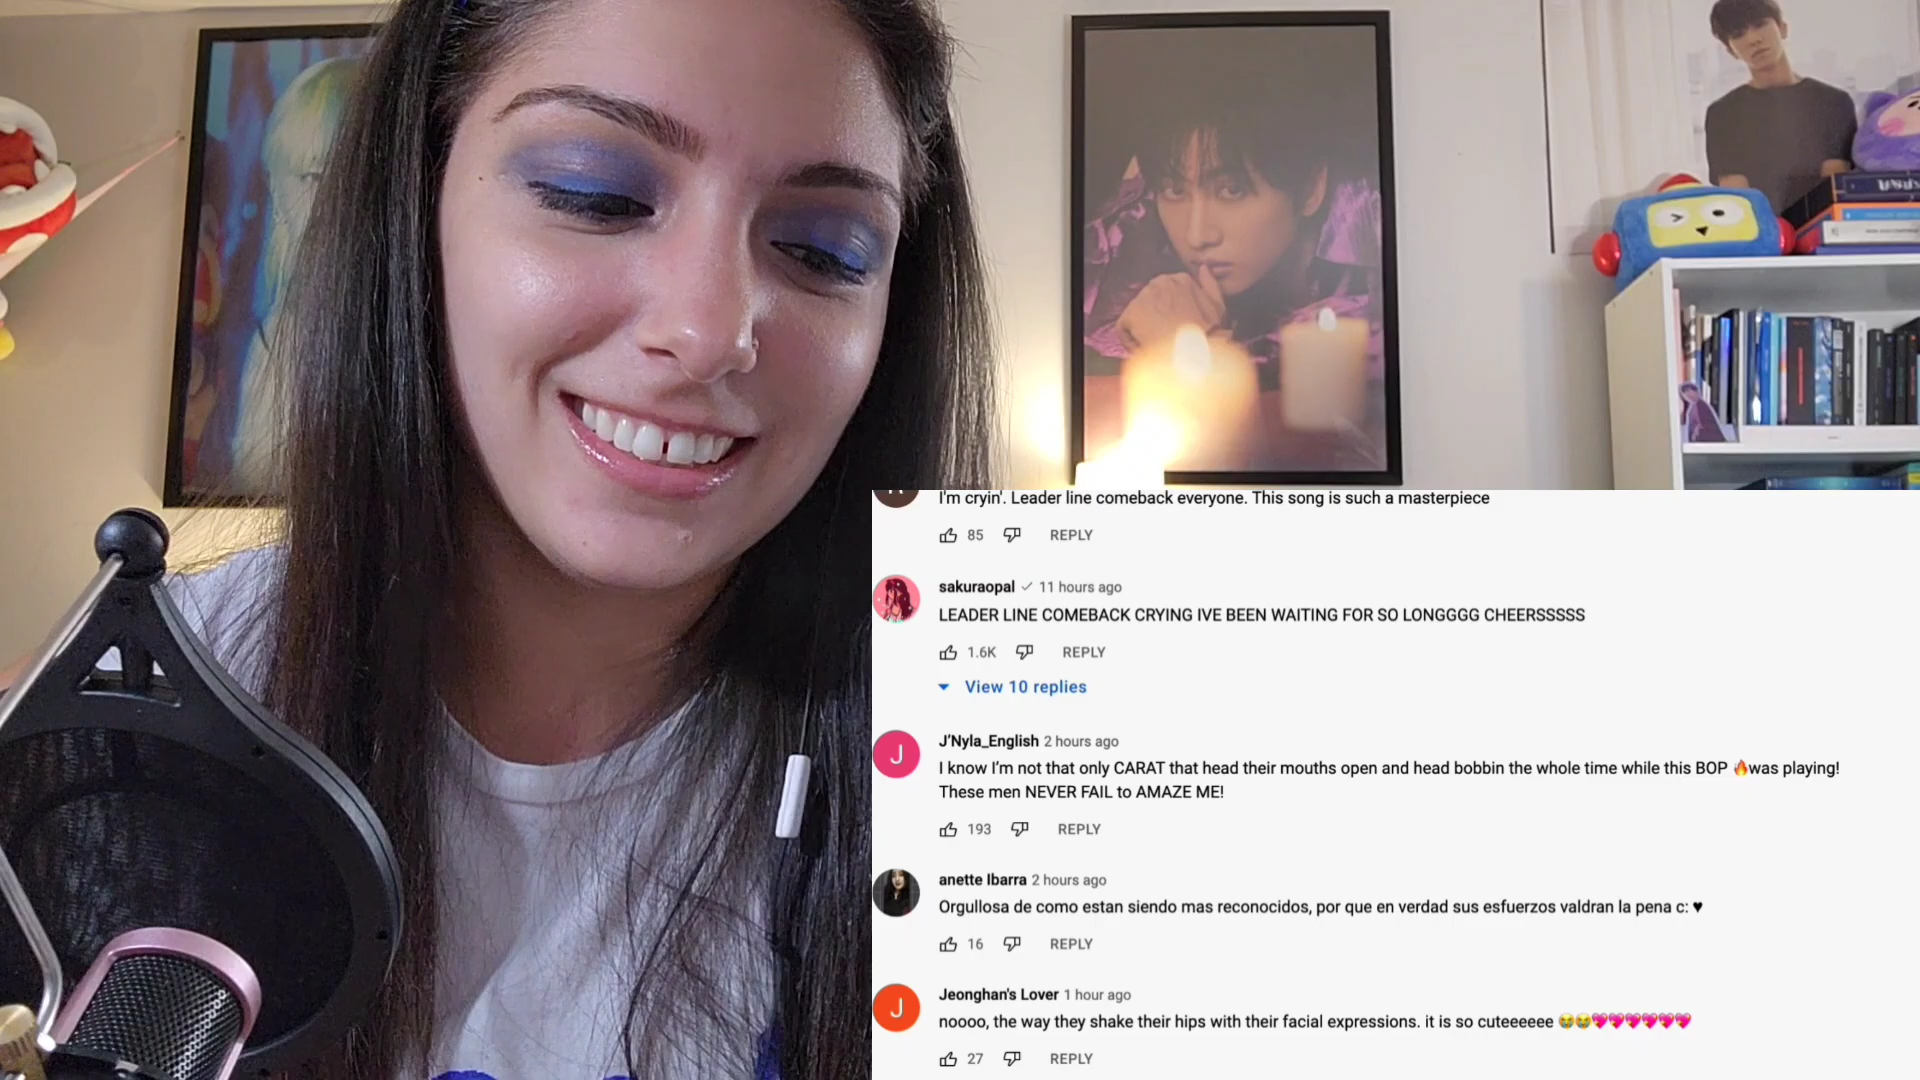 I'm cryin'. Leader line comeback everyone. This song is such a masterpiece
85 REPLY
sakuraopal 11 hours ago
LEADER LINE COMEBACK CRYING IVE BEEN WAITING FOR SO LONGGGG CHEERSSSSS
1.6K REPLY
View 10 replies
J
J’Nyla_English 2 hours ago
I know I’m not that only CARAT that head their mouths open and head bobbin the whole time while this BOP 🔥was playing!
These men NEVER FAIL to AMAZE ME!
193 REPLY
anette Ibarra 2 hours ago
Orgullosa de como estan siendo mas reconocidos, por que en verdad sus esfuerzos valdran la pena c: ♥
16 REPLY
J
Jeonghan's Lover 1 hour ago
noooo, the way they shake their hips with their facial expressions. it is so cuteeeeee 😭😭💖💖💖💖💖💖
27 REPLY